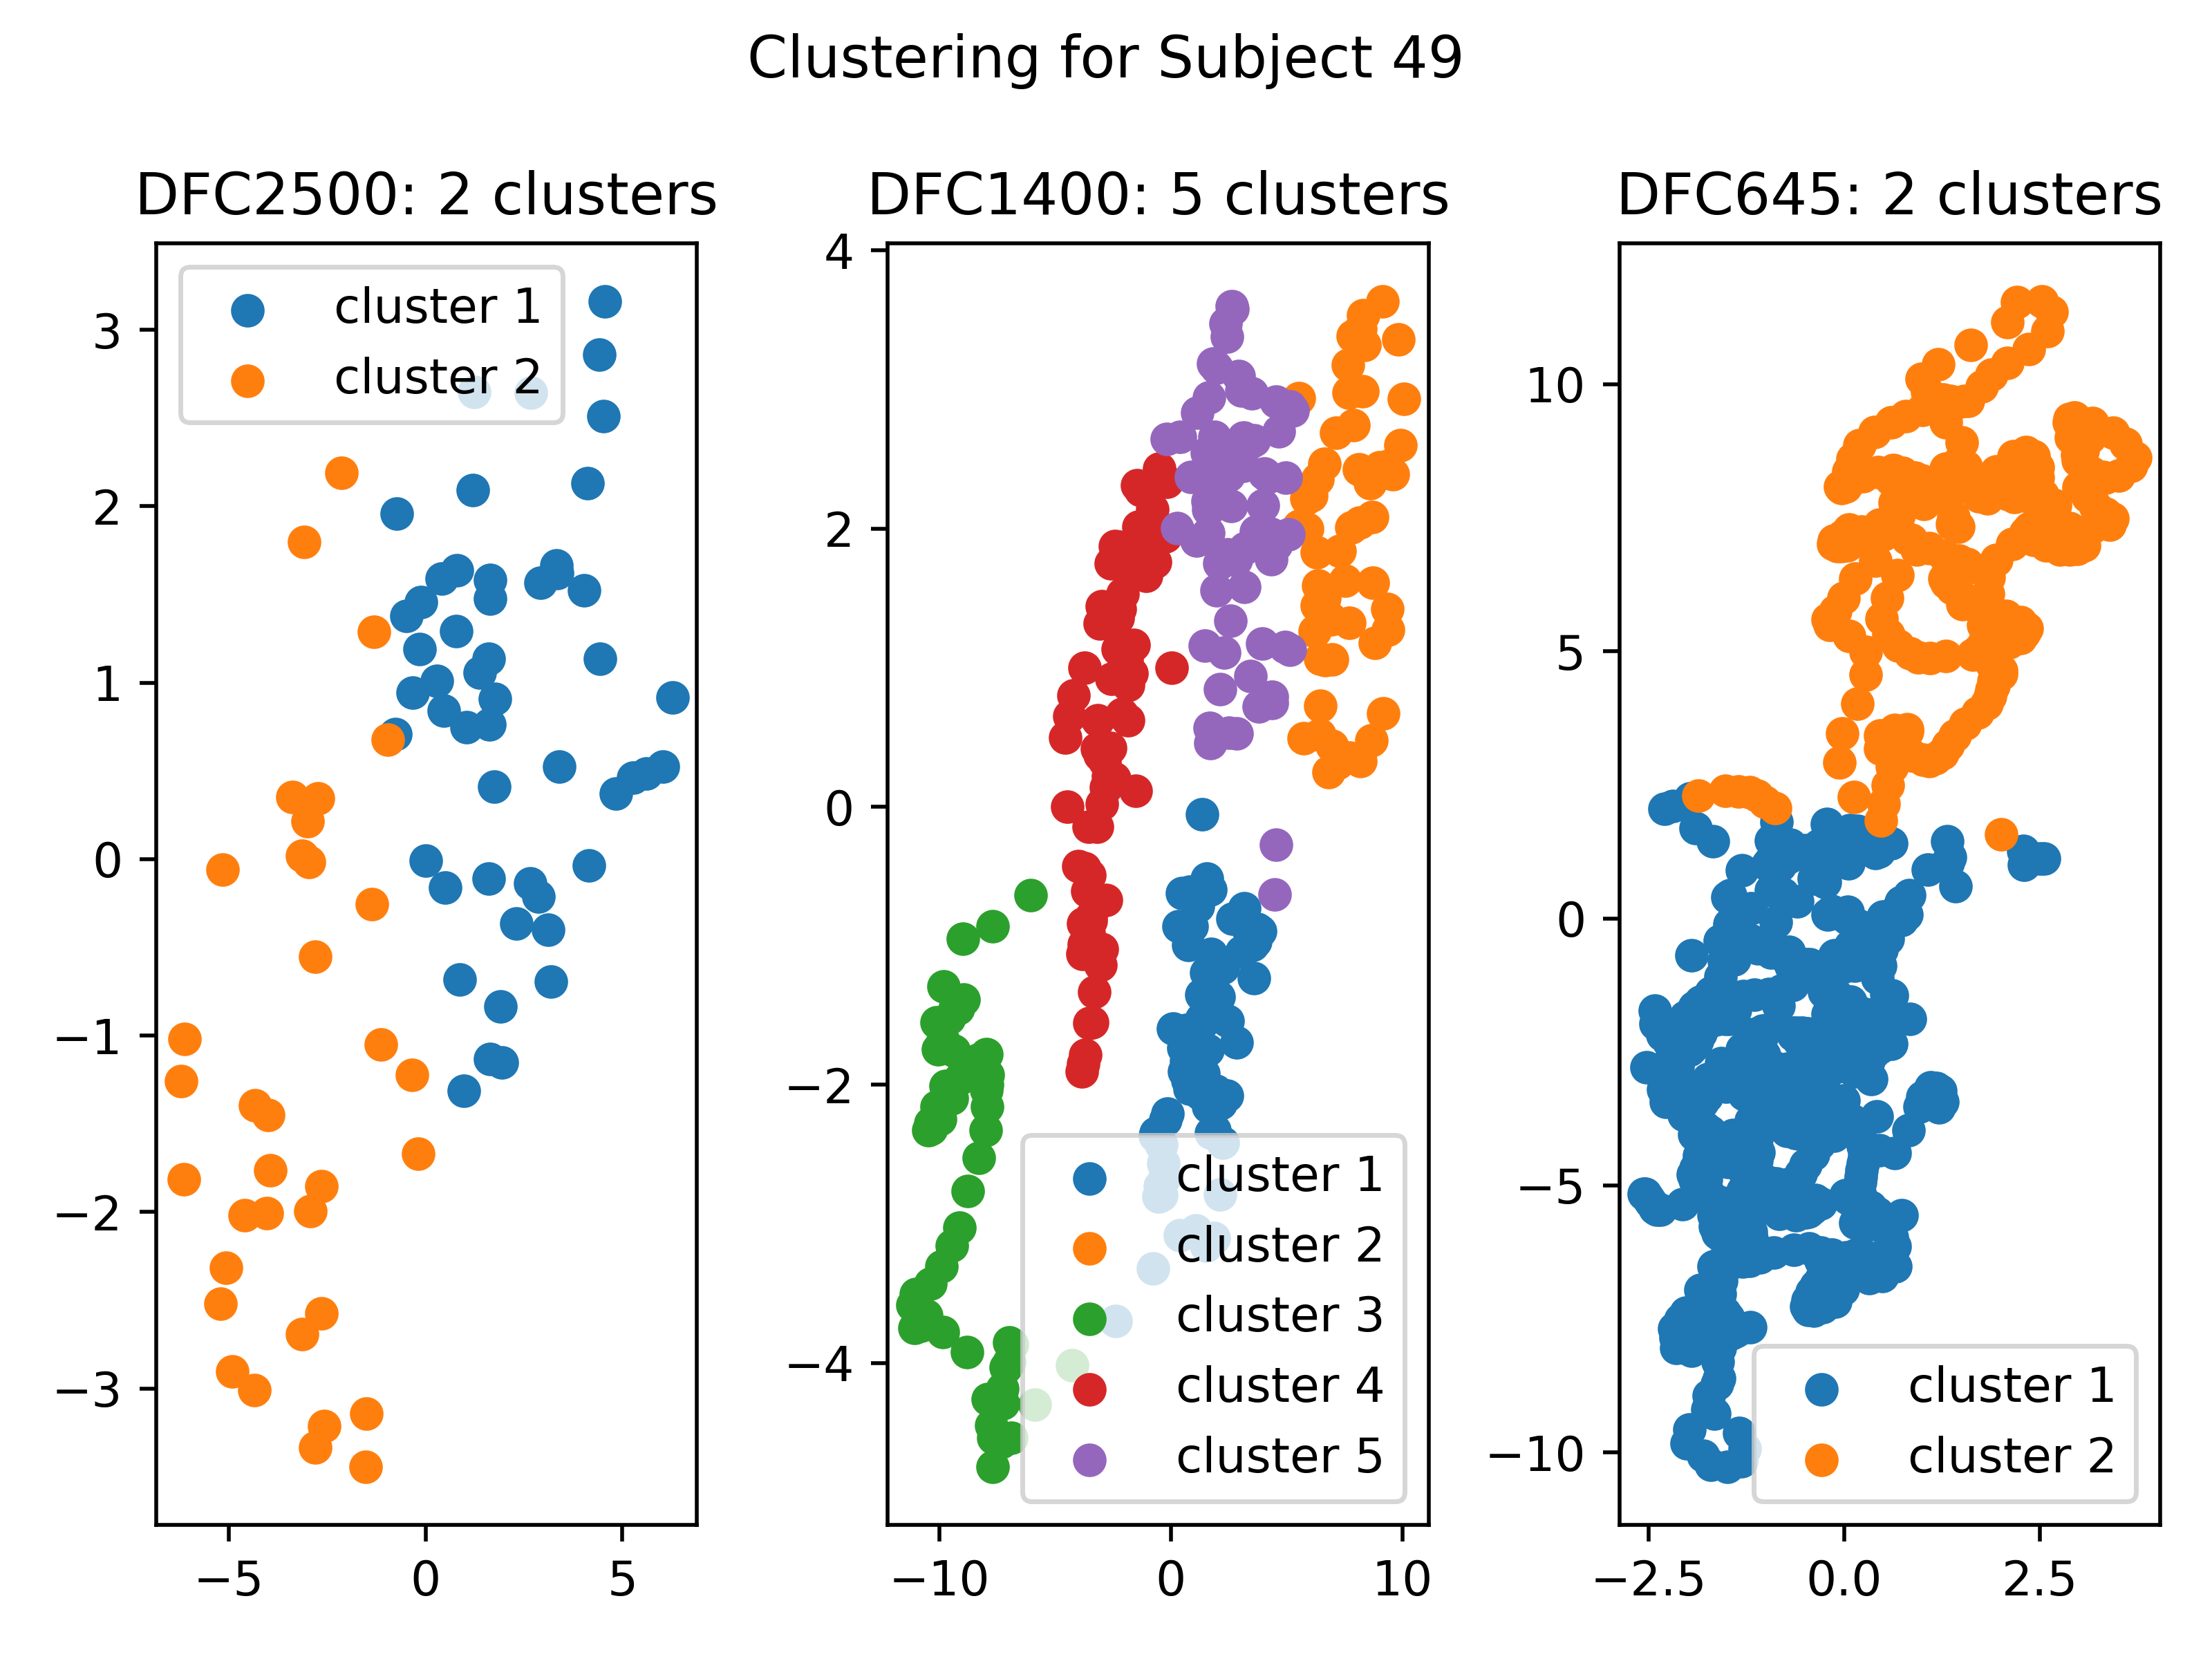 Clustering for Subject 49
DFC2500: 2 clusters
cluster 1
cluster 2
3
2
1
0
−1
−2
−3
−5
0
5
DFC1400: 5 clusters
4
2
0
−2
−4
cluster 1
cluster 2
cluster 3
cluster 4
cluster 5
−10
0
10
DFC645: 2 clusters
10
5
0
−5
−10
cluster 1
cluster 2
−2.5
0.0
2.5